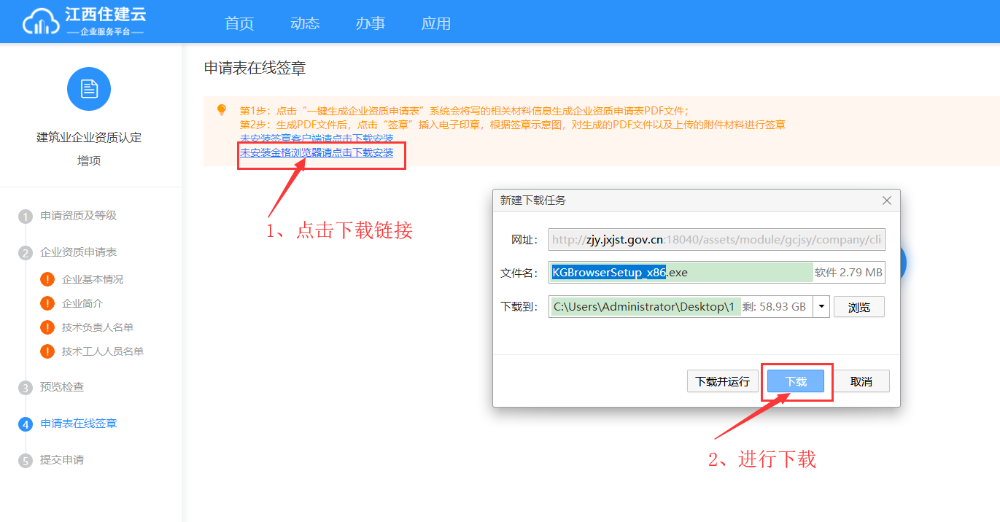 江西住建云
企业服务平台
首页
动态
办事
应用
建筑业企业资质认定
增项
1 申请资质及等级
2 企业资质申请表
! 企业基本情况
! 企业简介
! 技术负责人名单
! 技术工人人员名单
3 预览检查
4 申请表在线签章
5 提交申请
申请表在线签章
第1步：点击“一键生成企业资质申请表”系统会将写的相关材料信息生成企业资质申请表PDF文件；
第2步：生成PDF文件后，点击“签章”插入电子印章，根据签章示意图，对生成的PDF文件以及上传的附件材料进行签章
未安装签章客户端请点击下载安装
未安装金格浏览器请点击下载安装
1、点击下载链接
新建下载任务
网址： http://zjy.jxjst.gov.cn:18040/assets/module/gcjsy/company/cli
文件名： KGBrowserSetup_x86.exe 软件 2.79 MB
下载到： C:\Users\Administrator\Desktop\1 剩: 58.93 GB 浏览
下载并运行 下载 取消
2、进行下载